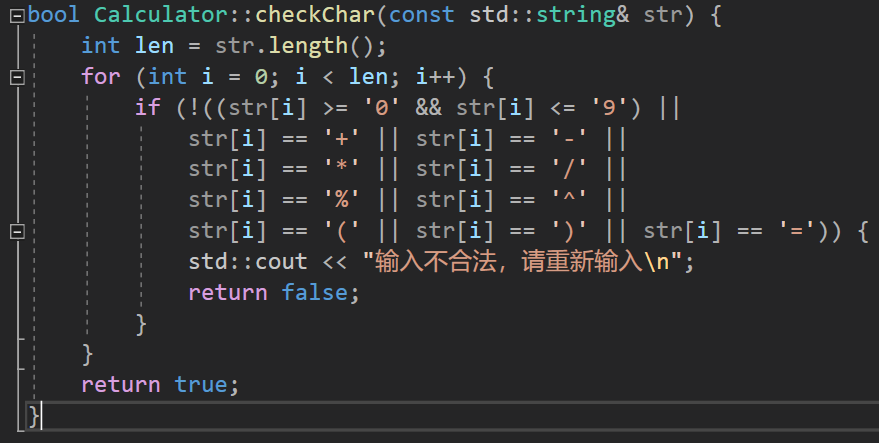 bool Calculator::checkChar(const std::string& str) {
    int len = str.length();
    for (int i = 0; i < len; i++) {
        if (!((str[i] >= '0' && str[i] <= '9') ||
            str[i] == '+' || str[i] == '-' ||
            str[i] == '*' || str[i] == '/' ||
            str[i] == '%' || str[i] == '^' ||
            str[i] == '(' || str[i] == ')' || str[i] == '=')) {
            std::cout << "输入不合法，请重新输入\n";
            return false;
        }
    }
    return true;
}